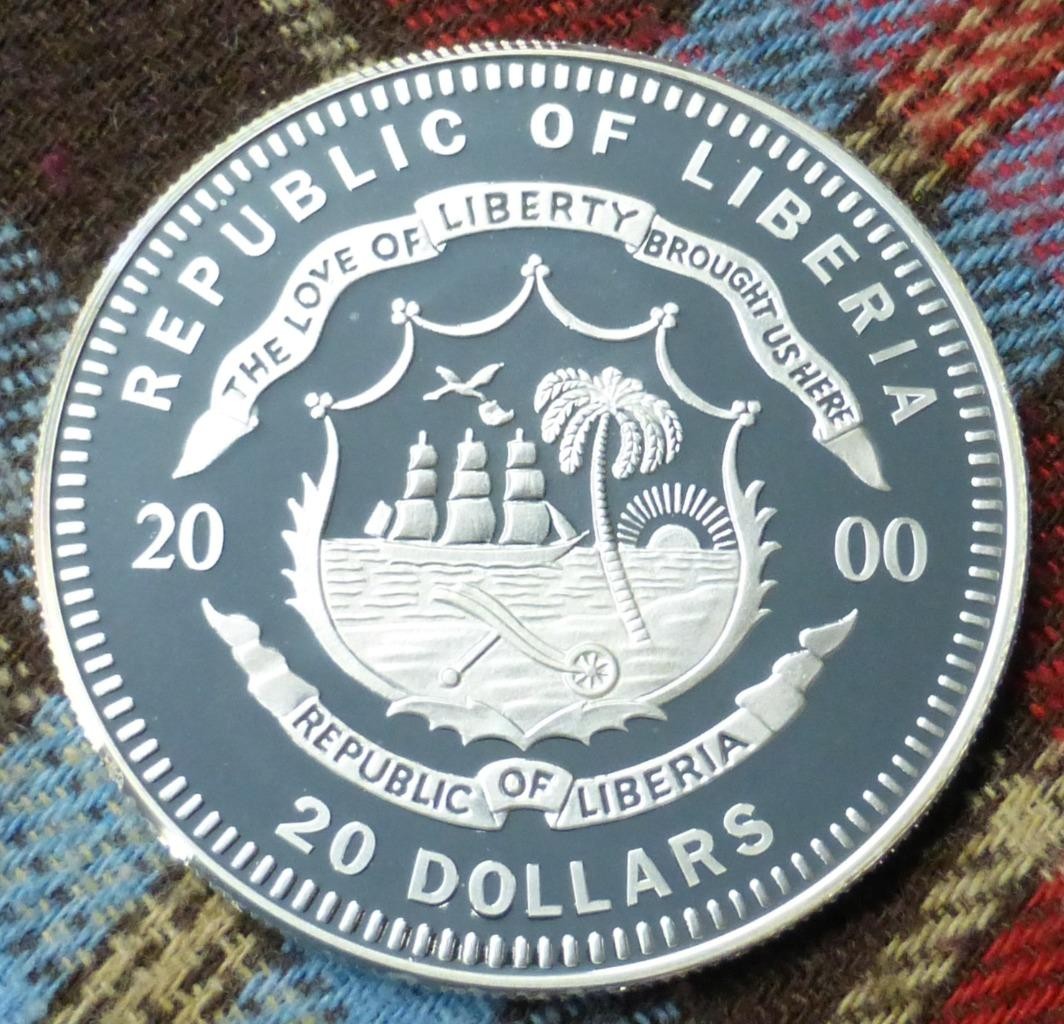 REPUBLIC OF LIBERIA
THE LOVE OF LIBERTY BROUGHT US HERE
20 00
REPUBLIC OF LIBERIA
20 DOLLARS